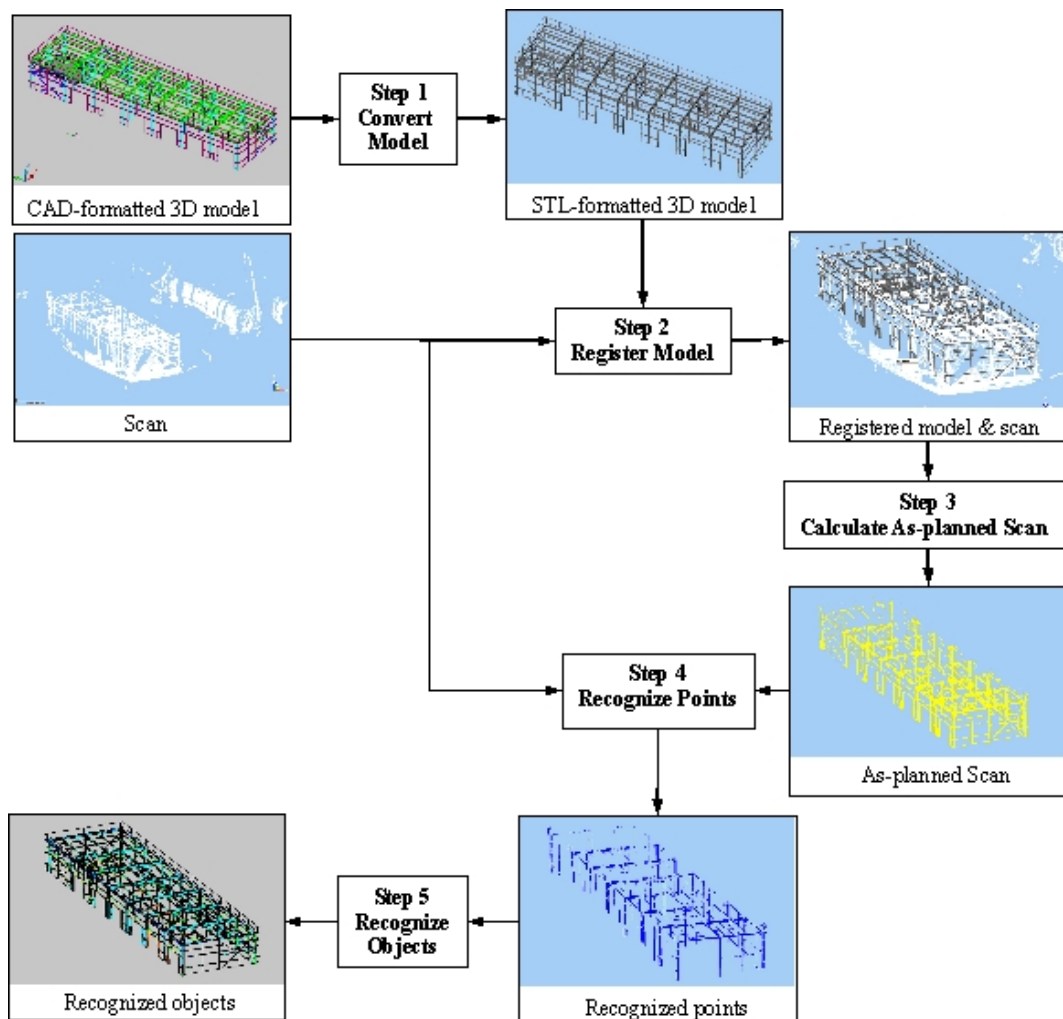 Step 1
Convert
Model
CAD-formatted 3D model
STL-formatted 3D model
Step 2
Register Model
Scan
Registered model & scan
Step 3
Calculate As-planned Scan
Step 4
Recognize Points
As-planned Scan
Step 5
Recognize
Objects
Recognized objects
Recognized points